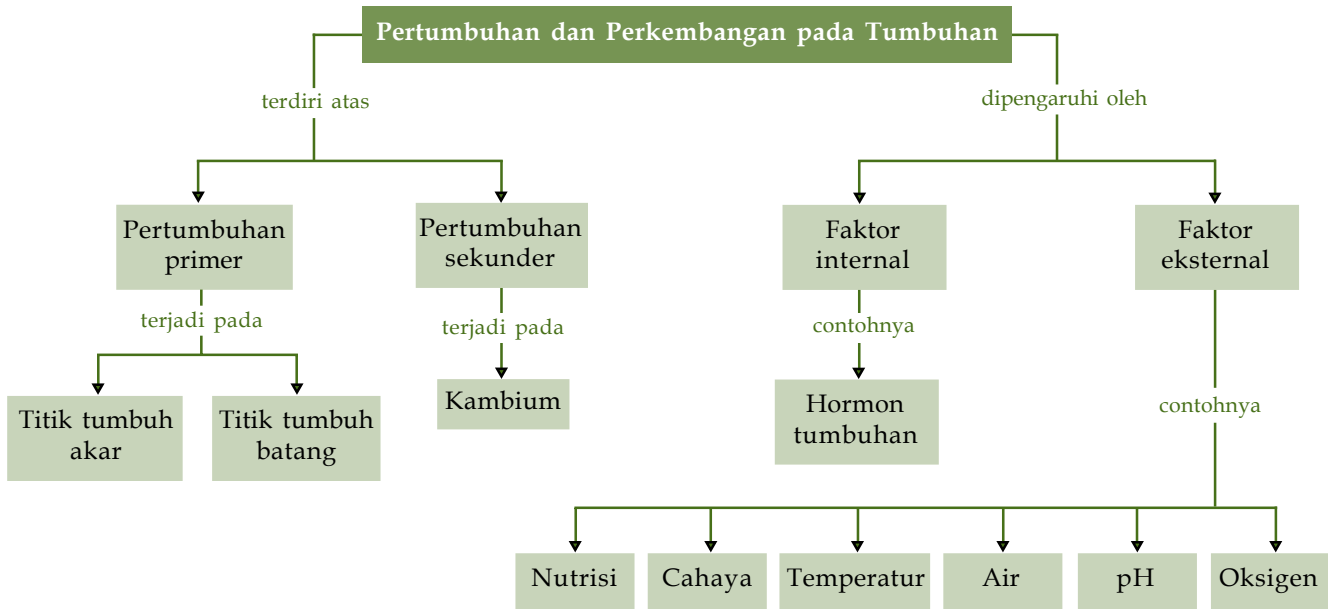 Pertumbuhan dan Perkembangan pada Tumbuhan
terdiri atas
dipengaruhi oleh
Pertumbuhan
primer
Pertumbuhan
sekunder
Faktor
internal
Faktor
eksternal
terjadi pada
terjadi pada
contohnya
contohnya
Titik tumbuh
akar
Titik tumbuh
batang
Kambium
Hormon
tumbuhan
Nutrisi
Cahaya
Temperatur
Air
pH
Oksigen